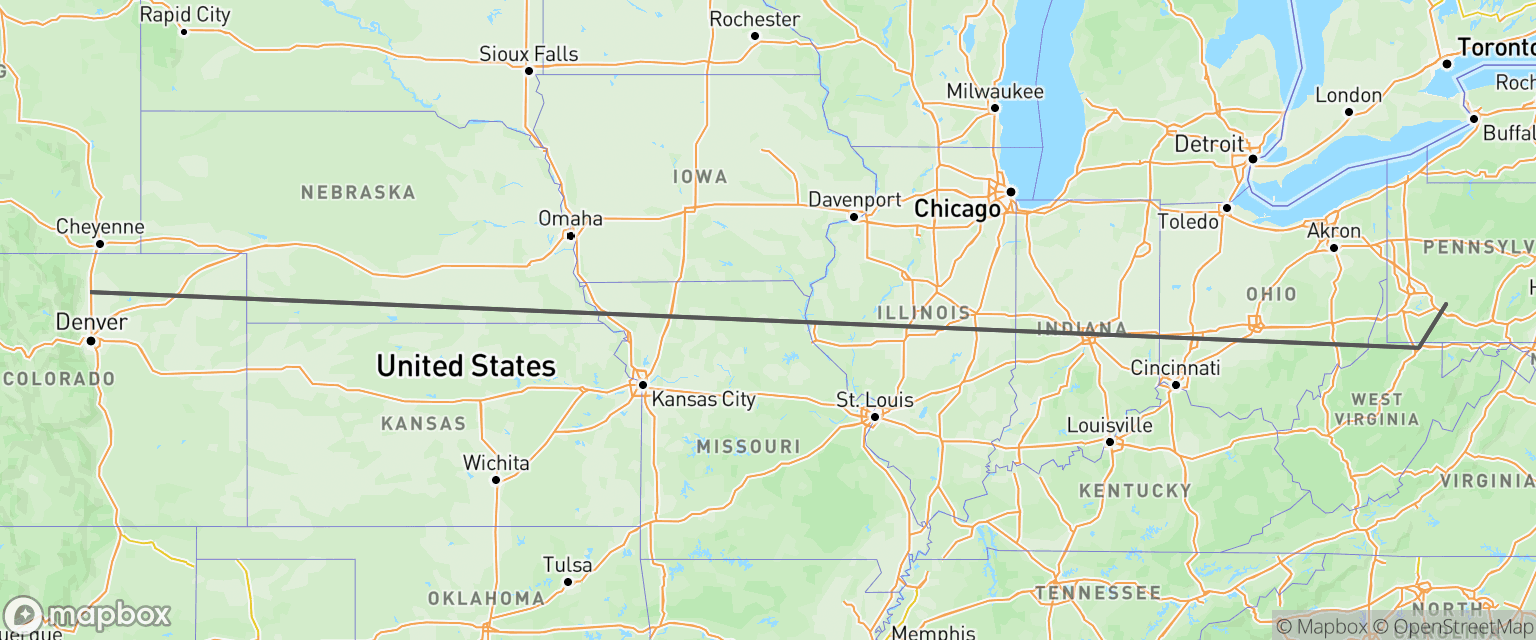 Rapid City
Rochester
Toronto
Sioux Falls
Roch
Milwaukee
London
Buffal
Detroit
NEBRASKA
IOWA
Davenport
Chicago
Toledo
Cheyenne
Omaha
Akron
PENNSYLV
OHIO
H
Denver
ILLINOIS
INDIANA
COLORADO
United States
Cincinnati
Kansas City
St. Louis
WEST
VIRGINIA
KANSAS
Louisville
MISSOURI
Wichita
KENTUCKY
VIRGINIA
Tulsa
OKLAHOMA
TENNESSEE
NORTH
mapbox
Memphis
© Mapbox © OpenStreetMap